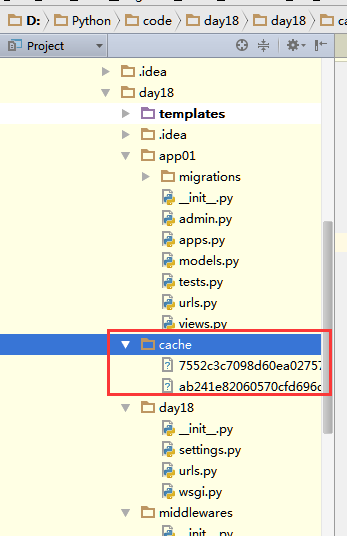 D: Python code day18 day18 .ca
Project
.idea
day18
templates
.idea
app01
migrations
__init__.py
admin.py
apps.py
models.py
tests.py
urls.py
views.py
cache
7552c3c7098d60ea02757
ab241e82060570cfd696c
day18
__init__.py
settings.py
urls.py
wsgi.py
middlewares
__init__.py